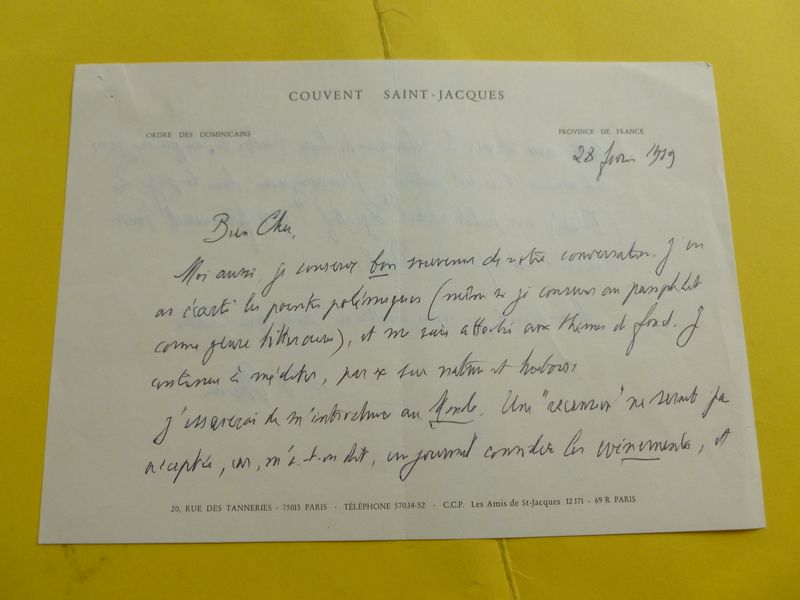 COUVENT SAINT-JACQUES
ORDRE DES DOMINICAINS
PROVINCE DE FRANCE
28 1979
Bien Cher,
Moi aussi, je conserve bon souvenir de notre conversation. J'en
ai écarté les pointes polémiques (même si je consens au pamphlet
comme genre littéraire), et me suis attaché aux thèmes de fond. Je
continue à méditer, par ex sur nature et histoire
J'essaierai de m'introduire au Monde. Une "recension" ne serait pas
acceptée, car, m'a-t-on dit, un journal considère les événements, et
20, RUE DES TANNERIES - 75013 PARIS - TÉLÉPHONE 570.14-52 - C.C.P. Les Amis de St-Jacques 12 171 - 69 R PARIS